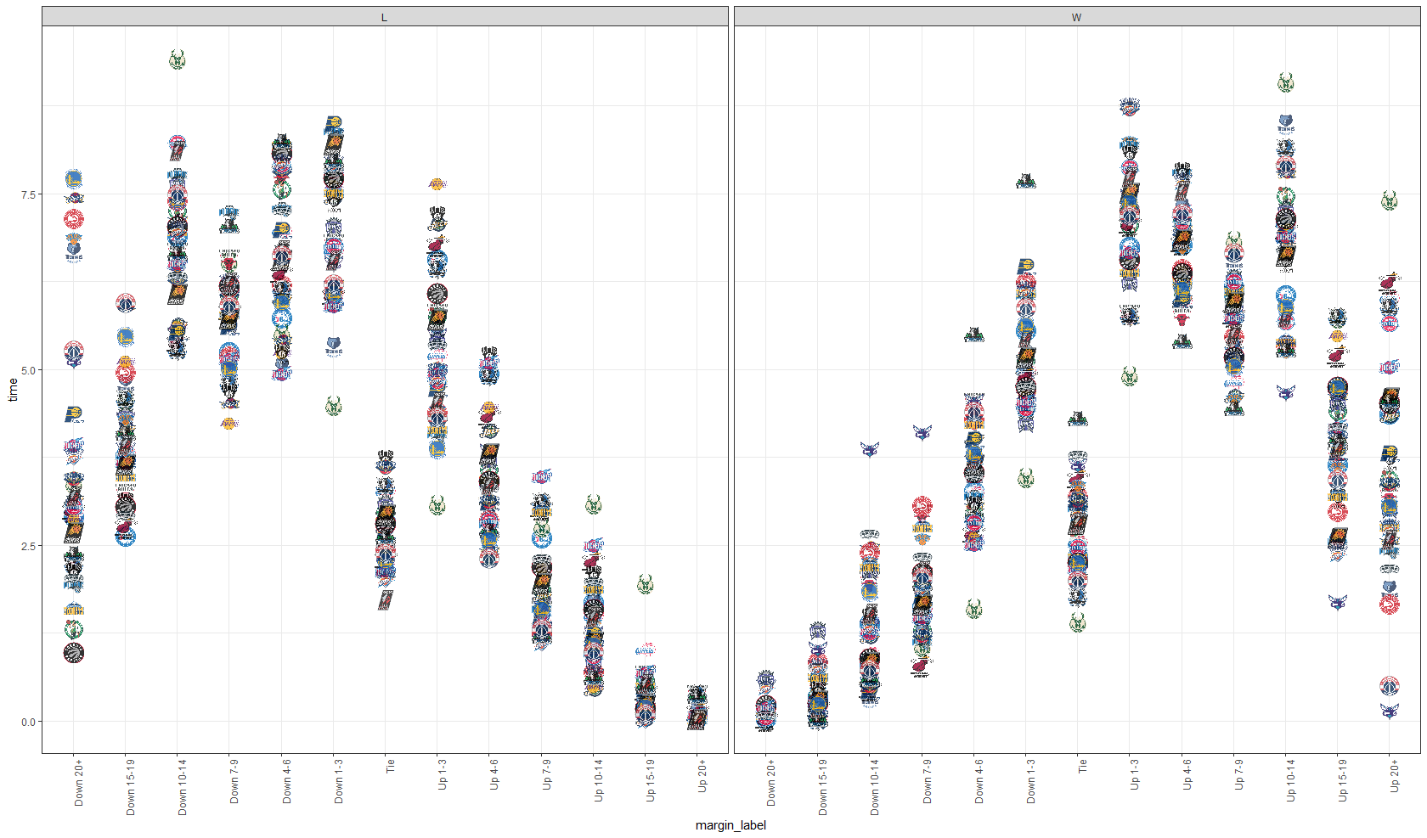 L W
7.5
5.0
2.5
0.0
time
Down 20+
Down 15-19
Down 10-14
Down 7-9
Down 4-6
Down 1-3
Tie
Up 1-3
Up 4-6
Up 7-9
Up 10-14
Up 15-19
Up 20+
Down 20+
Down 15-19
Down 10-14
Down 7-9
Down 4-6
Down 1-3
Tie
Up 1-3
Up 4-6
Up 7-9
Up 10-14
Up 15-19
Up 20+
margin_label